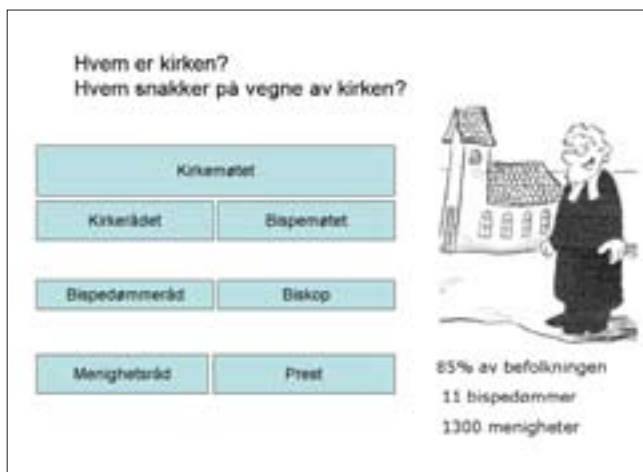 Hvem er kirken?
Hvem snakker på vegne av kirken?
Kirkemøtet
Kirkerådet
Bispemøtet
Bispedømmeråd
Biskop
Menighetsråd
Prest
85% av befolkningen
11 bispedømmer
1300 menigheter